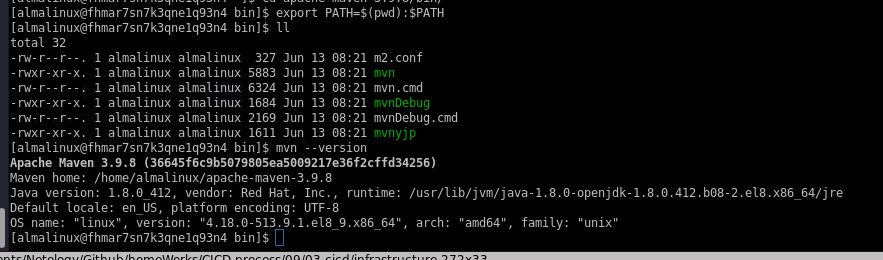 [almalinux@fhmar7sn7k3qne1q93n4 bin]$ export PATH=$(pwd):$PATH
[almalinux@fhmar7sn7k3qne1q93n4 bin]$ ll
total 32
-rw-r--r--. 1 almalinux almalinux  327 Jun 13 08:21 m2.conf
-rwxr-xr-x. 1 almalinux almalinux 5883 Jun 13 08:21 mvn
-rw-r--r--. 1 almalinux almalinux 6324 Jun 13 08:21 mvn.cmd
-rwxr-xr-x. 1 almalinux almalinux 1684 Jun 13 08:21 mvnDebug
-rw-r--r--. 1 almalinux almalinux 2169 Jun 13 08:21 mvnDebug.cmd
-rwxr-xr-x. 1 almalinux almalinux 1611 Jun 13 08:21 mvnyjp
[almalinux@fhmar7sn7k3qne1q93n4 bin]$ mvn --version
Apache Maven 3.9.8 (36645f6c9b5079805ea5009217e36f2cffd34256)
Maven home: /home/almalinux/apache-maven-3.9.8
Java version: 1.8.0_412, vendor: Red Hat, Inc., runtime: /usr/lib/jvm/java-1.8.0-openjdk-1.8.0.412.b08-2.el8.x86_64/jre
Default locale: en_US, platform encoding: UTF-8
OS name: "linux", version: "4.18.0-513.9.1.el8_9.x86_64", arch: "amd64", family: "unix"
[almalinux@fhmar7sn7k3qne1q93n4 bin]$
ents/Netology/Github/homeWorks/CICD process/09/03-cicd/infrastructure 272x33